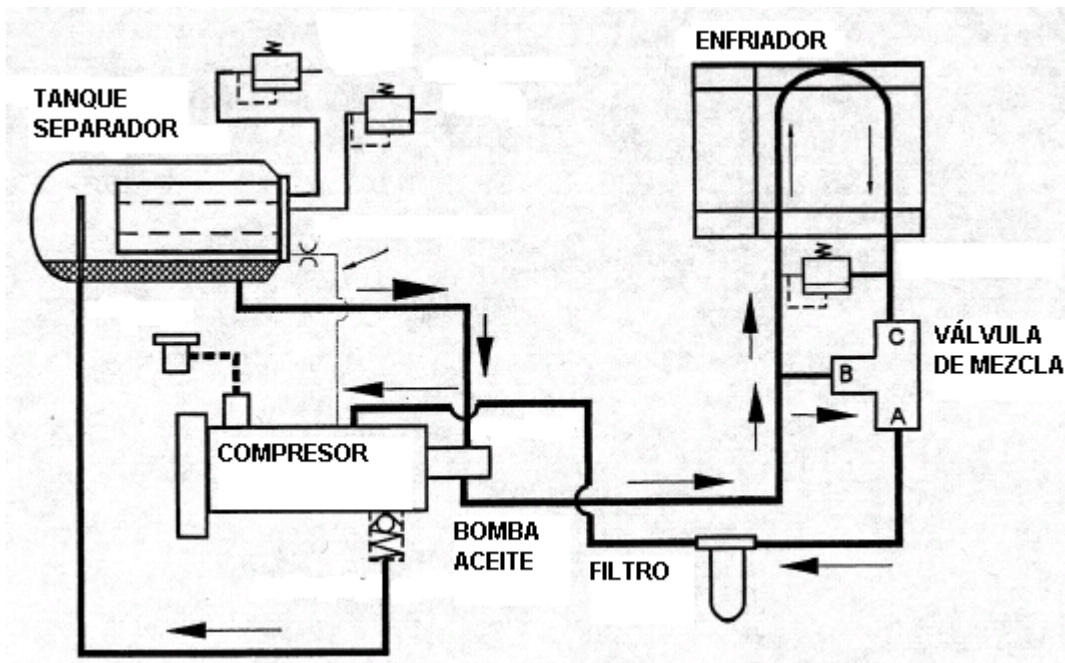 ENFRIADOR
TANQUE
SEPARADOR
C
VÁLVULA
DE MEZCLA
B
A
COMPRESOR
BOMBA
ACEITE
FILTRO